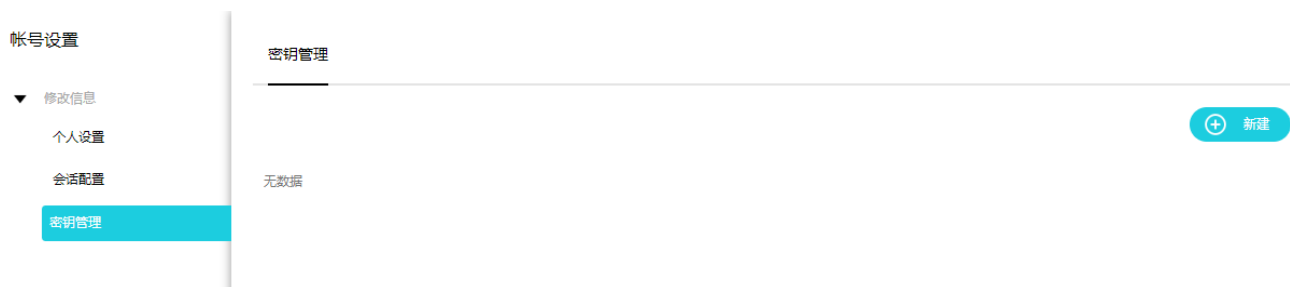 帐号设置
修改信息
个人设置
会话配置
密钥管理
密钥管理
新建
无数据